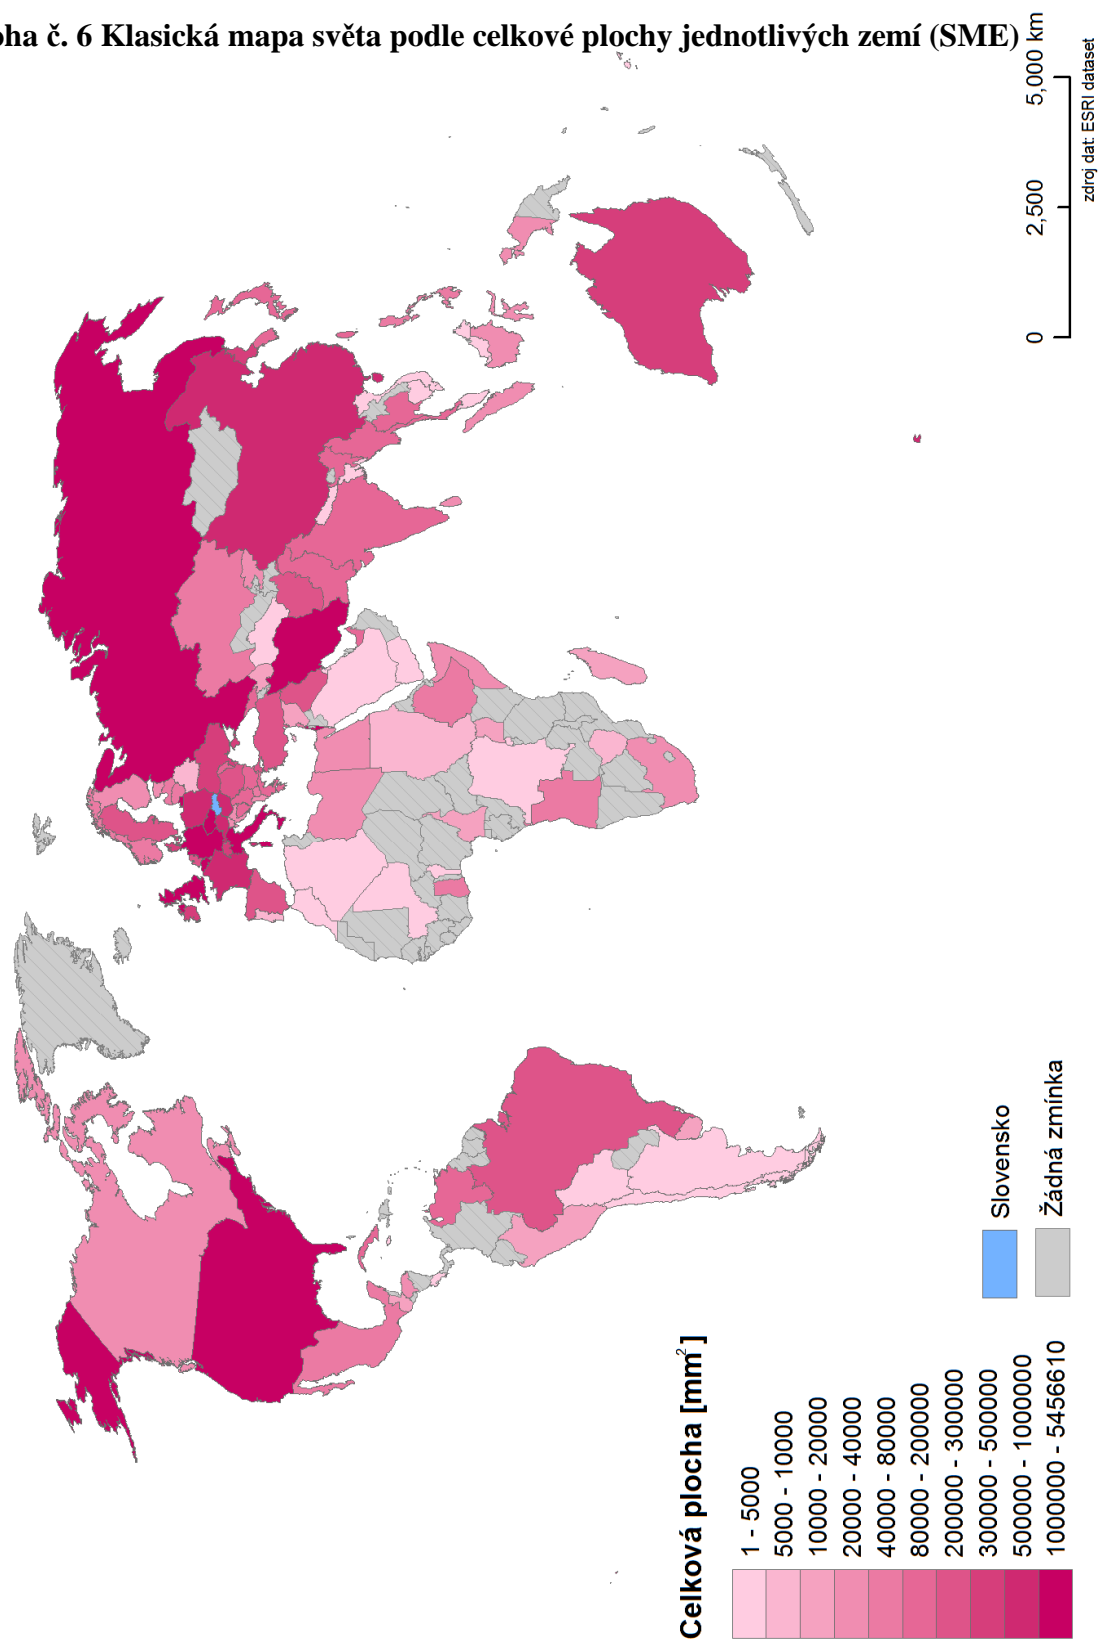 oha č. 6 Klasická mapa světa podle celkové plochy jednotlivých zemí (SME)
Celková plocha [mm²]
1 - 5000
5000 - 10000
10000 - 20000
20000 - 40000
40000 - 80000
80000 - 200000
200000 - 300000
300000 - 500000
500000 - 1000000
1000000 - 5456610
Slovensko
Žádná zmínka
0 2,500 5,000 km
zdroj dat: ESRI dataset